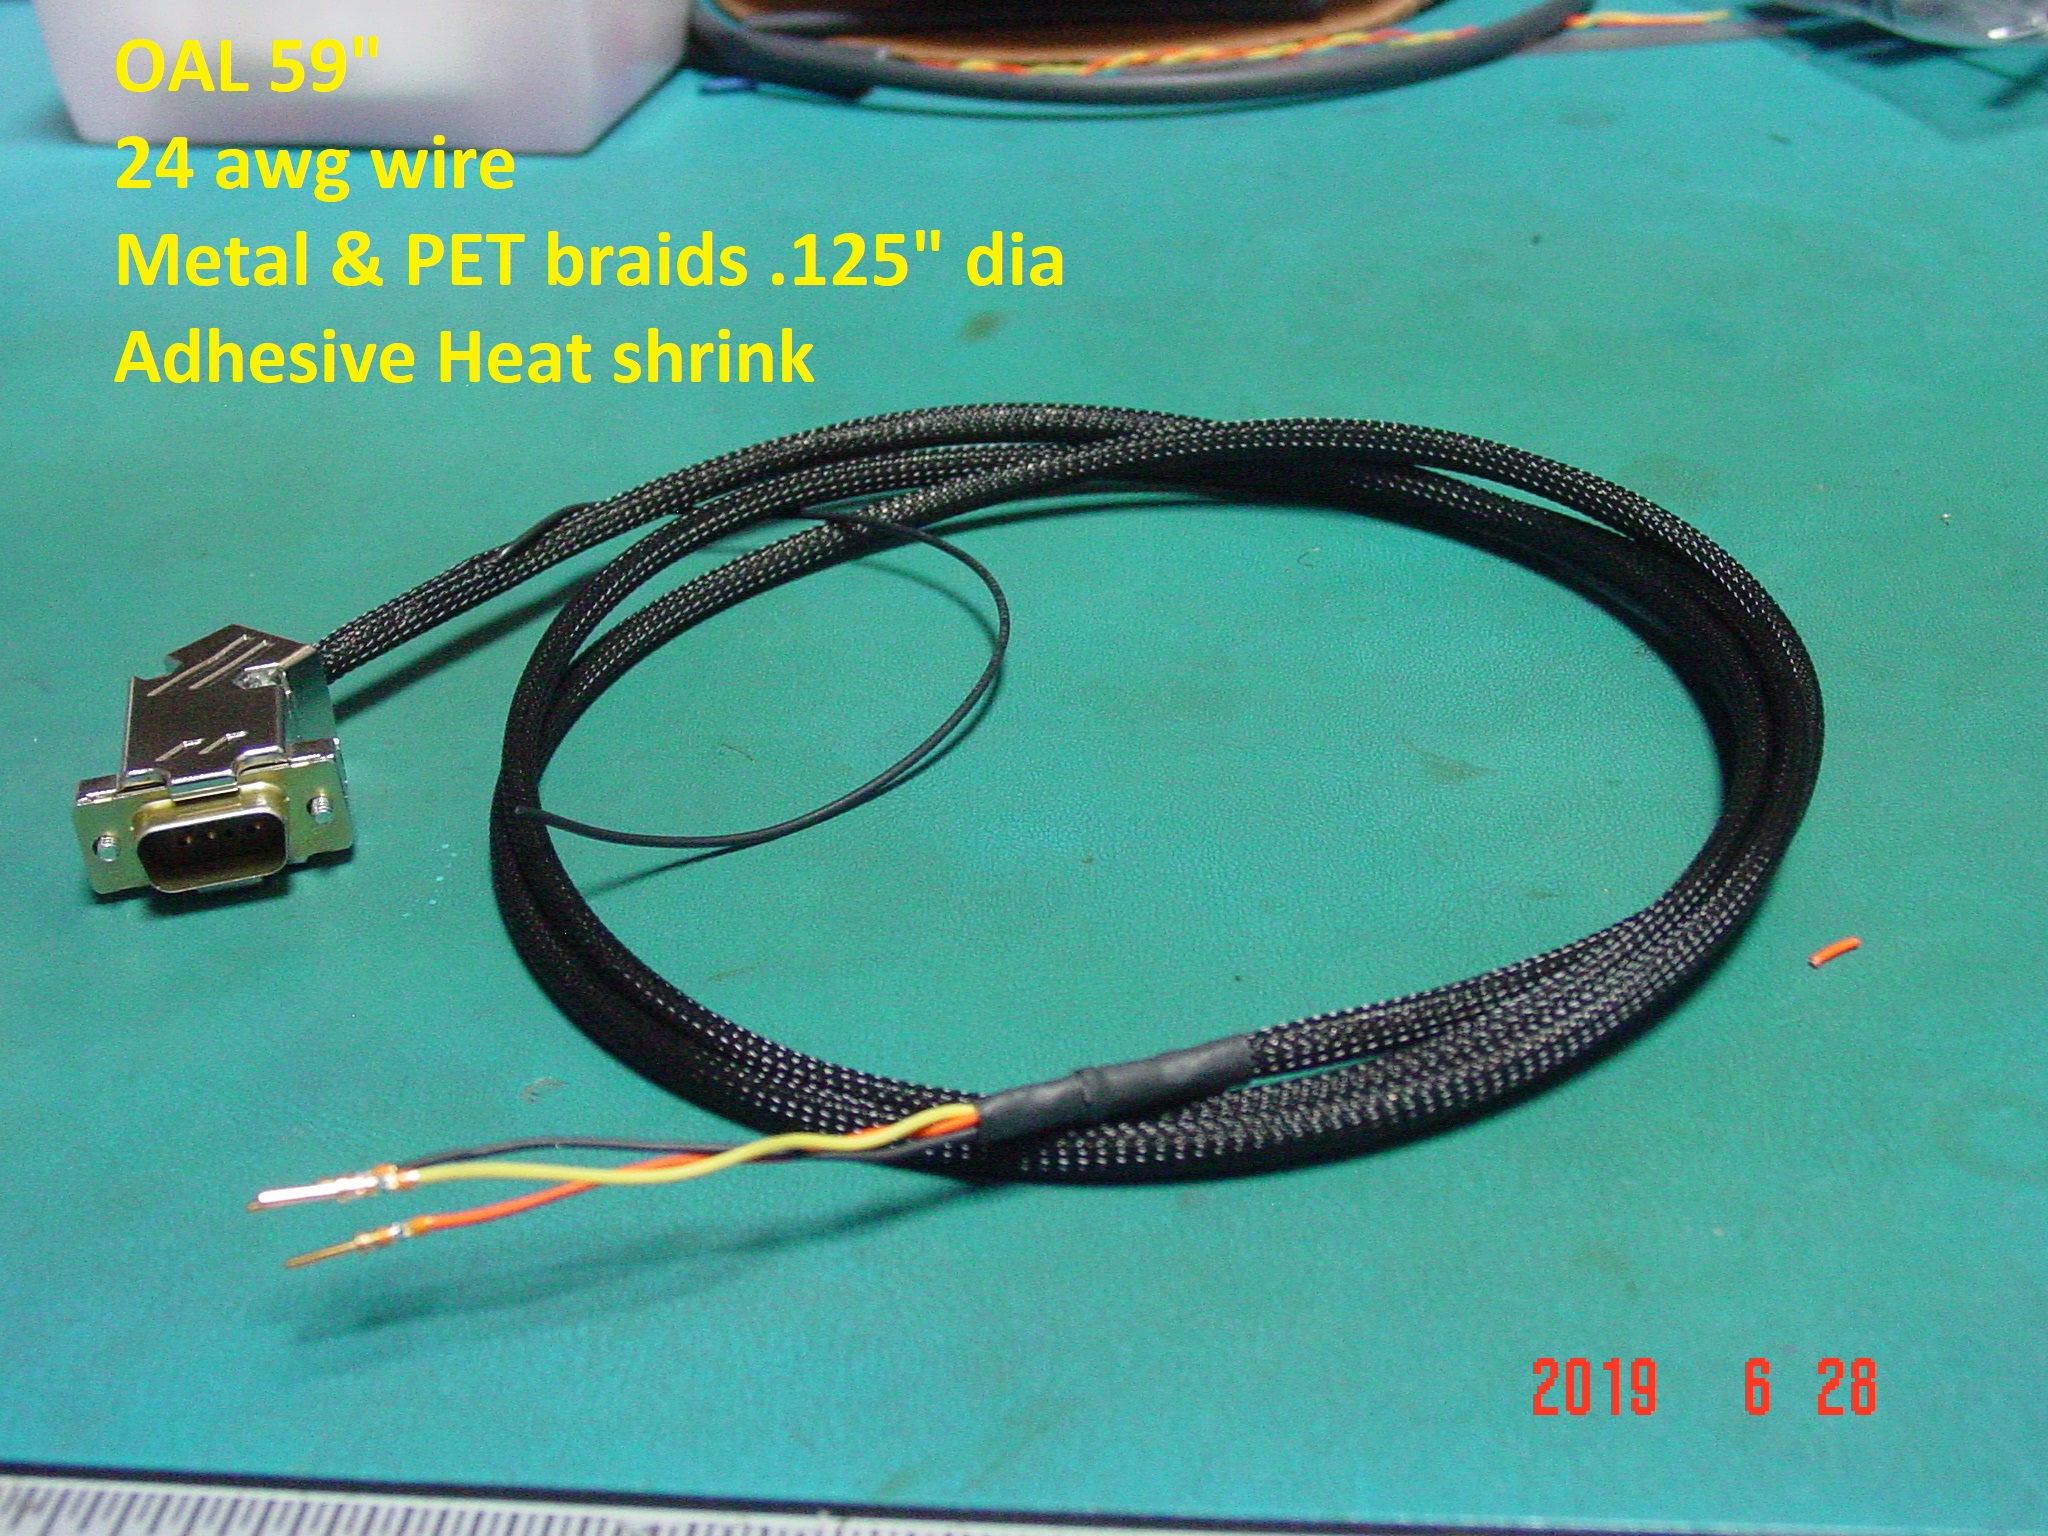 OAL 59"
24 awg wire
Metal & PET braids .125" dia
Adhesive Heat shrink
2019 6 28